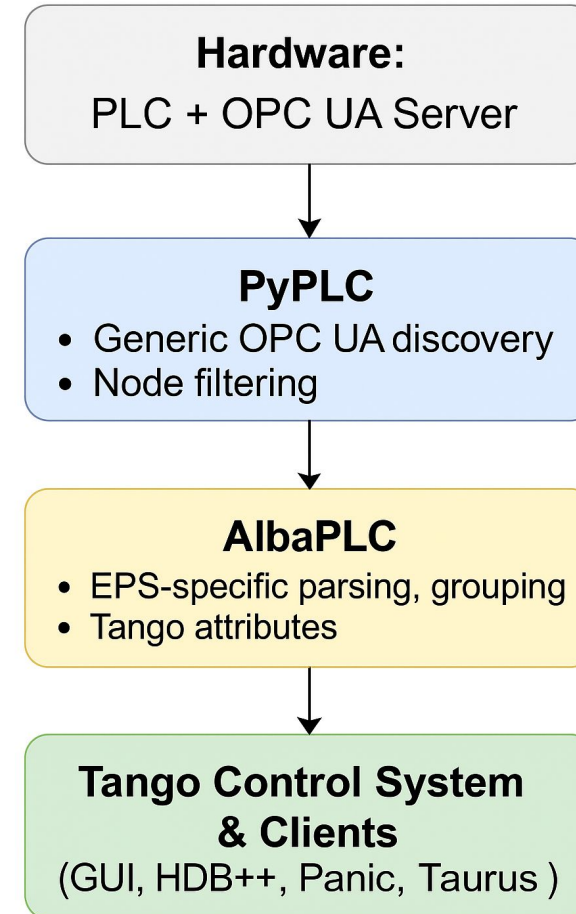 Hardware:
PLC + OPC UA Server
PyPLC
• Generic OPC UA discovery
• Node filtering
AlbaPLC
• EPS-specific parsing, grouping
• Tango attributes
Tango Control System
& Clients
(GUI, HDB++, Panic, Taurus )